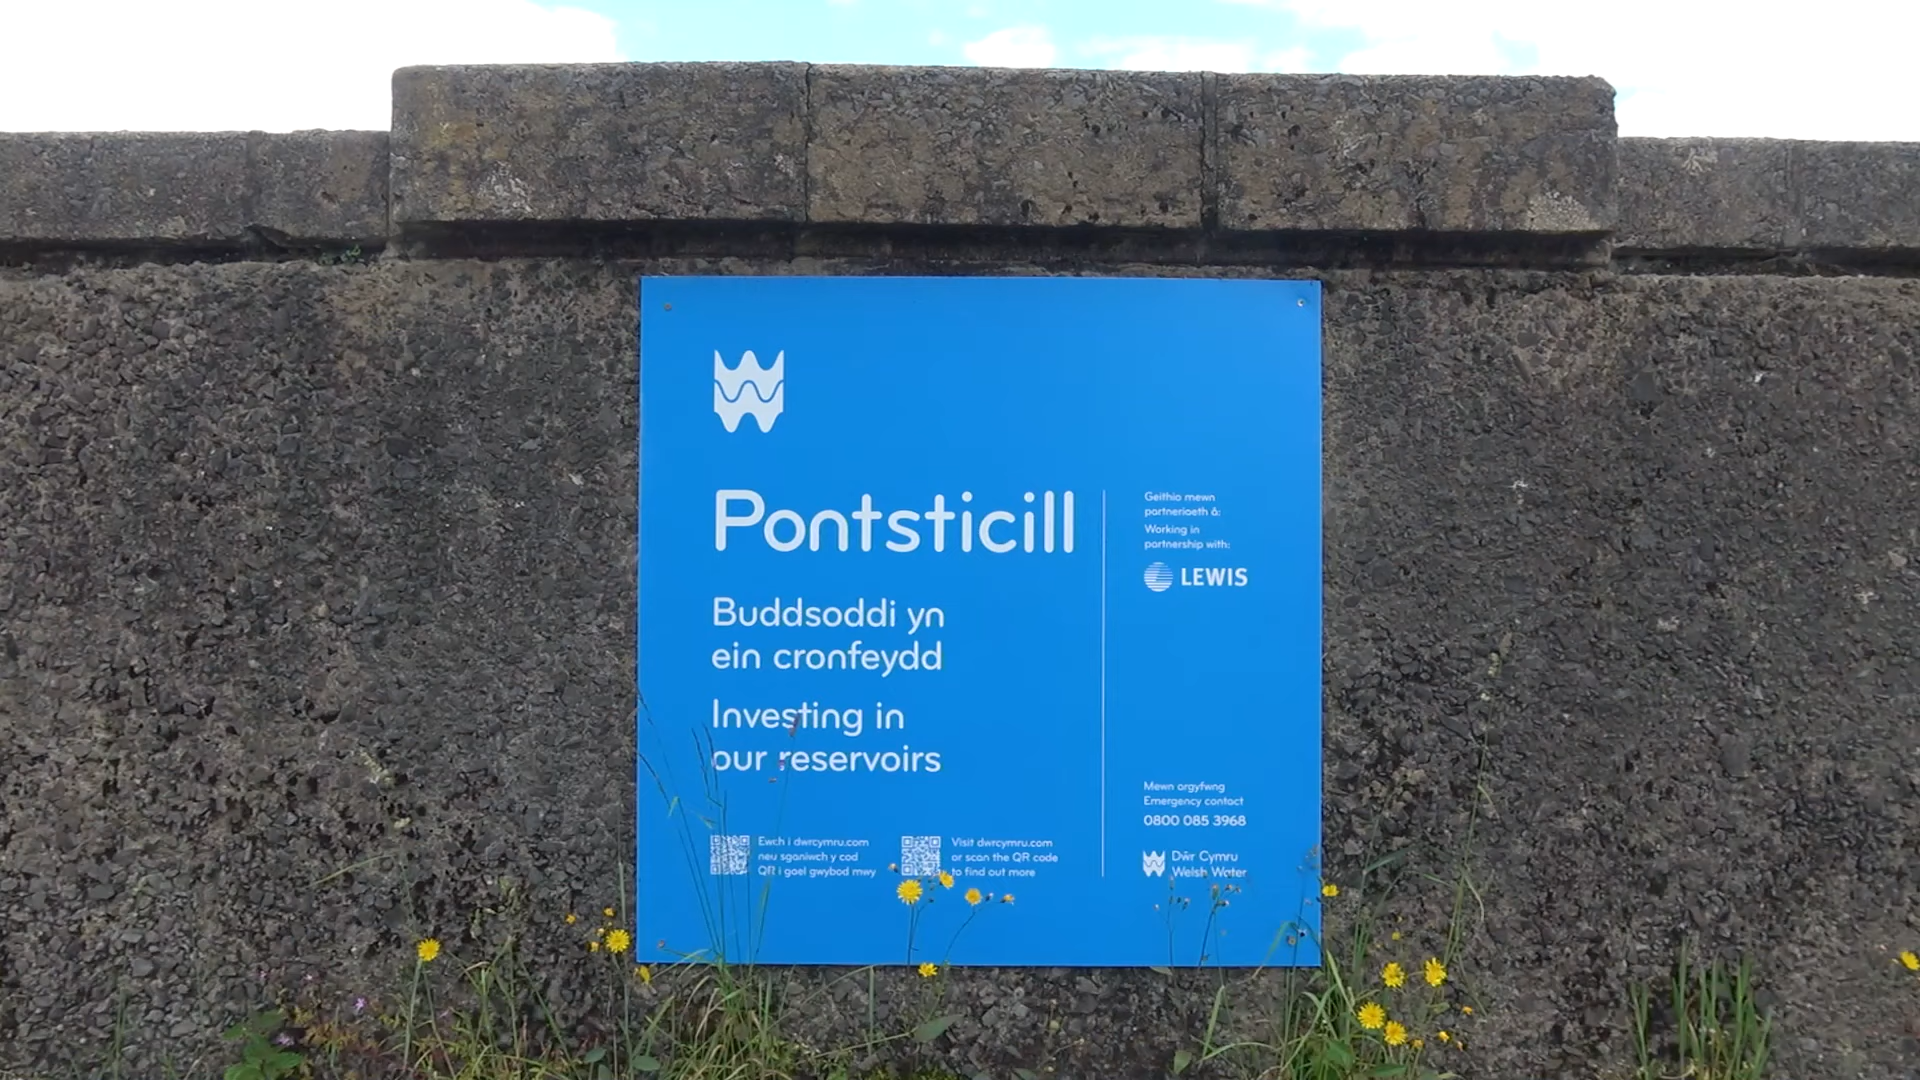 Pontsticill
Buddsoddi yn
ein cronfeydd
Investing in
our reservoirs
Ewch i dwrcymru.com
neu sganiwch y cod
QR i gael gwybod mwy
Visit dwrcymru.com
or scan the QR code
to find out more
Geithio mewn
partneriaeth â:
Working in
partnership with:
LEWIS
Mewn argyfwng
Emergency contact
0800 085 3968
Dŵr Cymru
Welsh Water